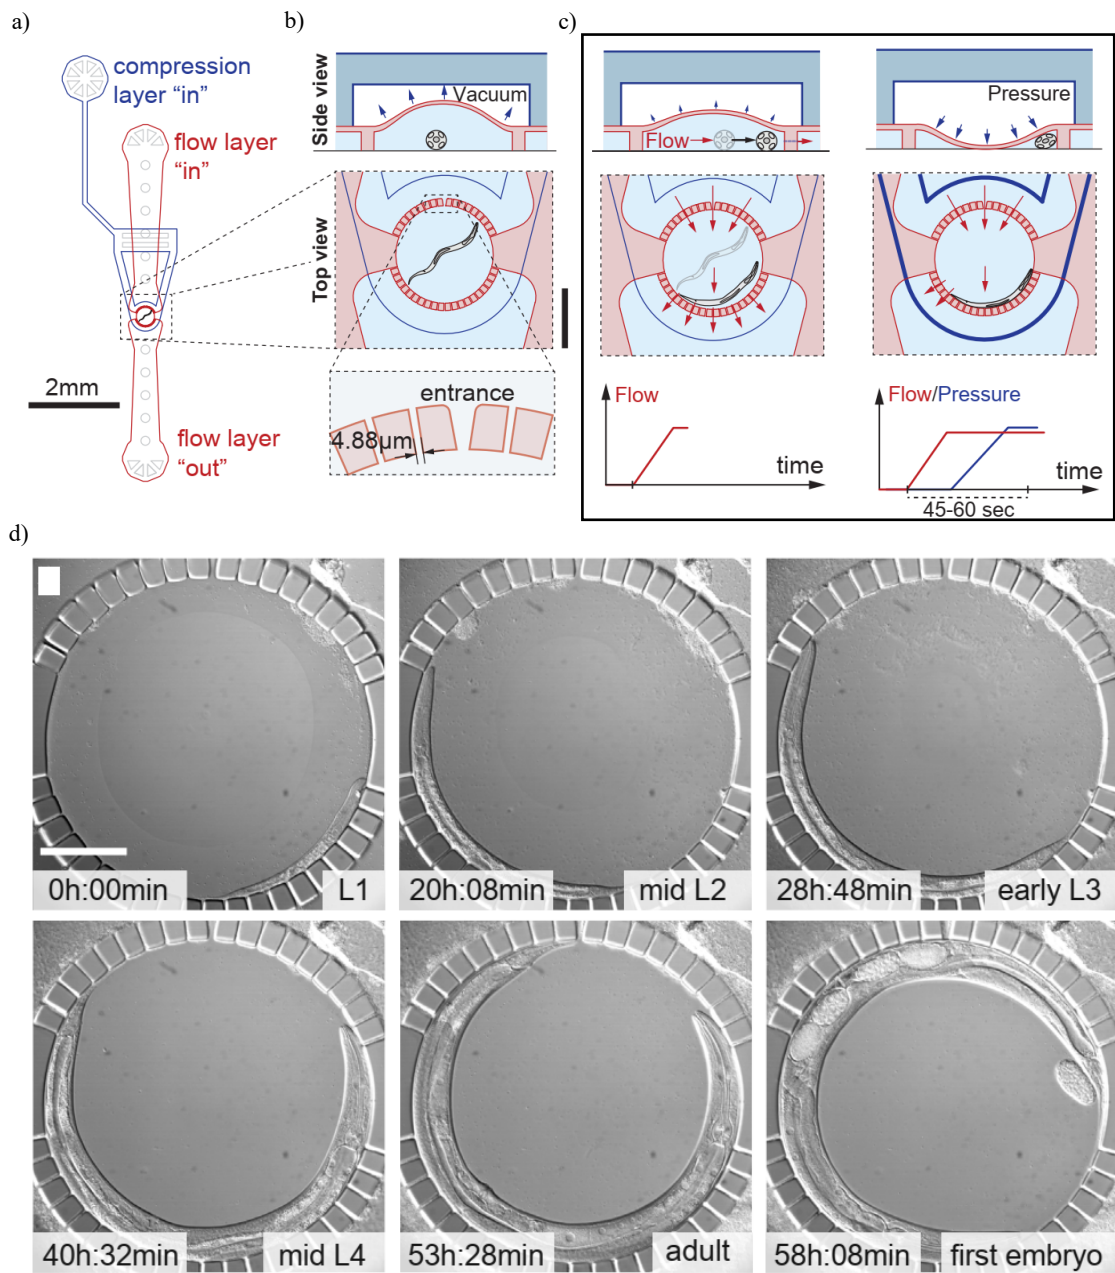 a)
compression
layer “in”
flow layer
“in”
2mm
flow layer
“out”
b)
Side view
Vacuum
Top view
entrance
4.88µm
c)
Flow
Pressure
Flow
time
Flow/Pressure
time
45-60 sec
d)
0h:00min L1
20h:08min mid L2
28h:48min early L3
40h:32min mid L4
53h:28min adult
58h:08min first embryo